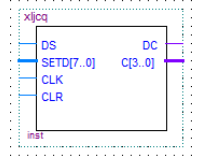 xljcq
DS DC
SETD[7..0] C[3..0]
CLK
CLR
inst